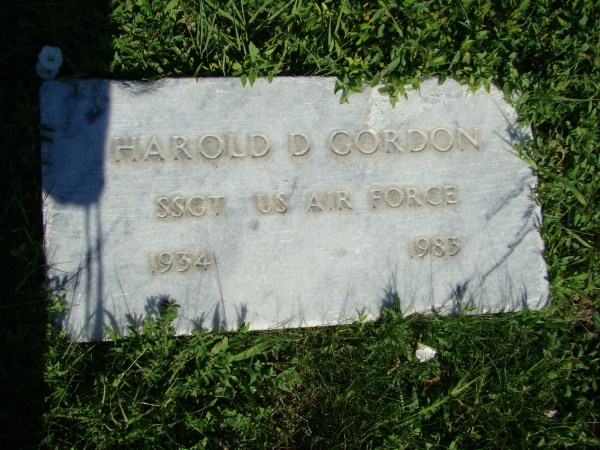 HAROLD D GORDON
SSGT US AIR FORCE
1934 1983